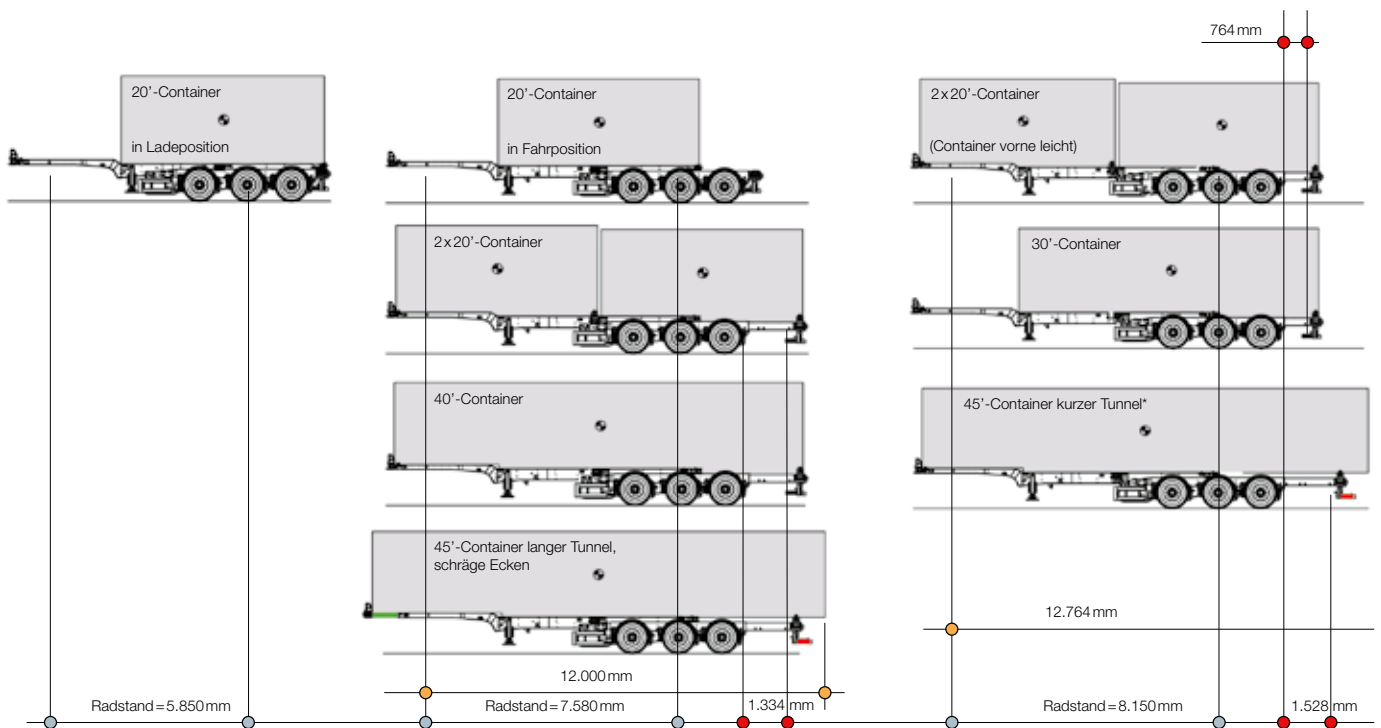 764 mm
20’-Container
in Ladeposition
20’-Container
in Fahrposition
2 x 20’-Container
(Container vorne leicht)
2 x 20’-Container
30’-Container
40’-Container
45’-Container kurzer Tunnel*
45’-Container langer Tunnel,
schräge Ecken
12.764 mm
12.000 mm
Radstand = 5.850 mm
Radstand = 7.580 mm
1.334 mm
Radstand = 8.150 mm
1.528 mm